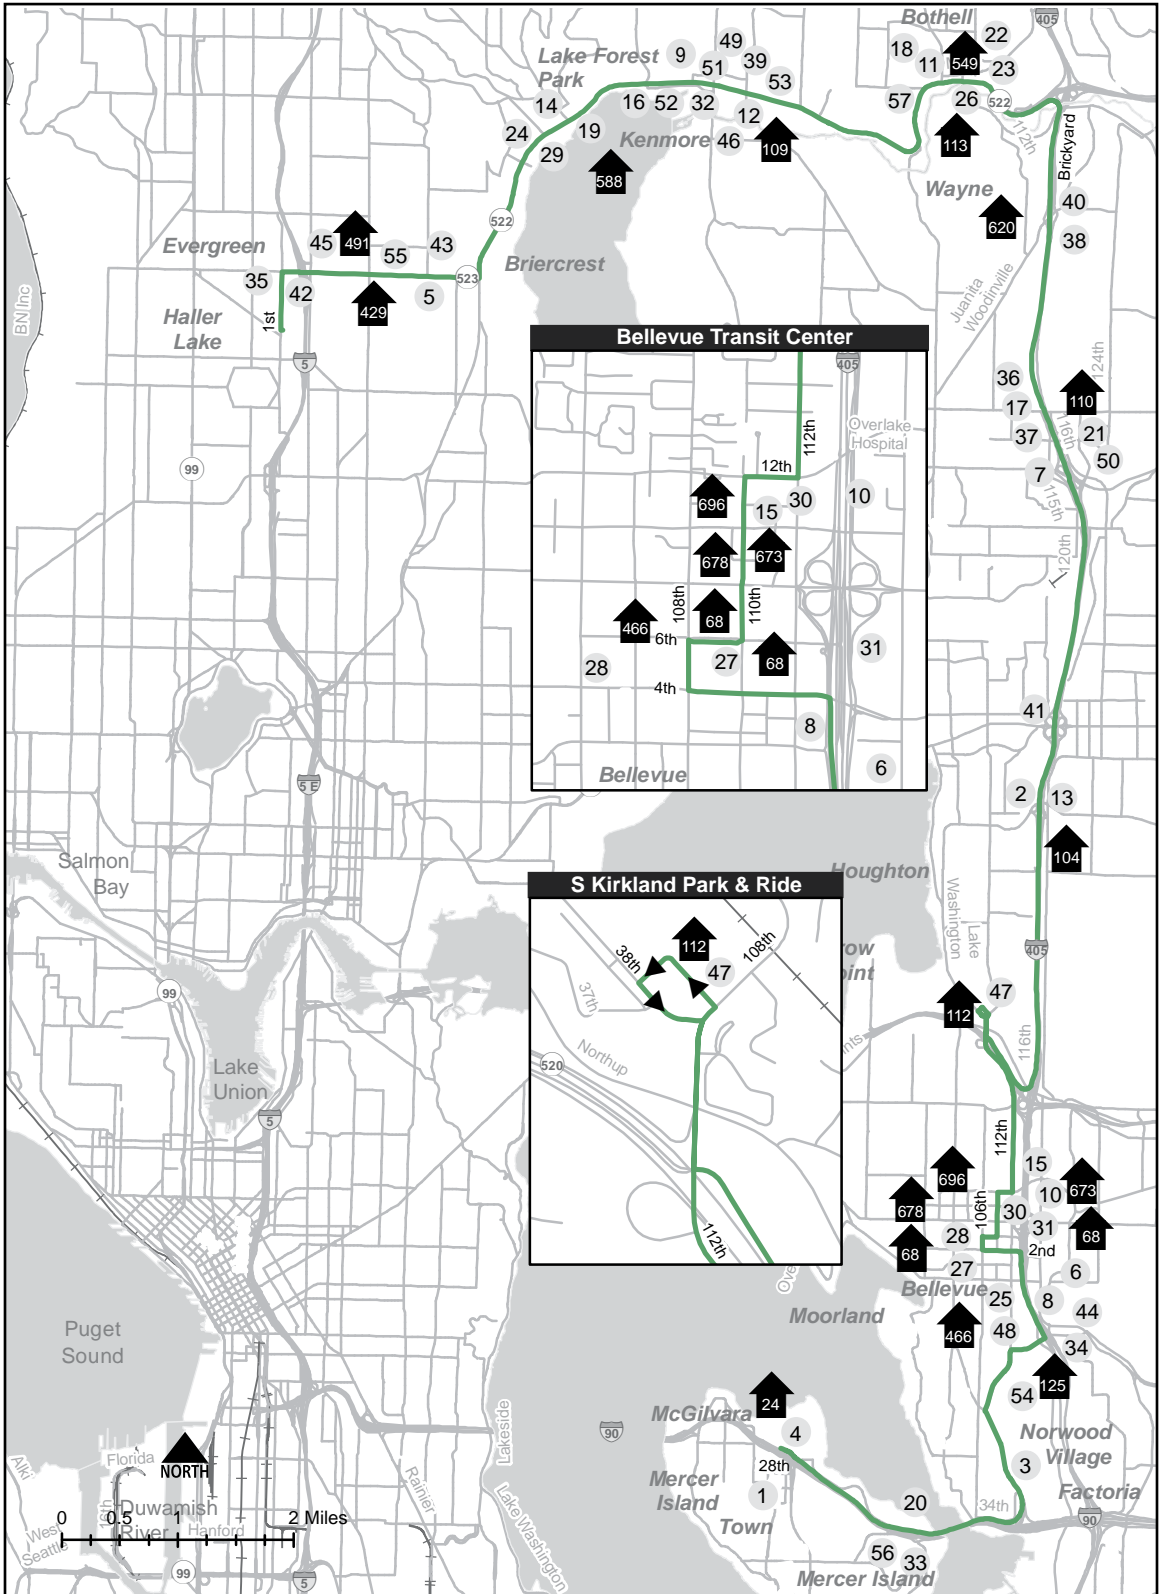 Bothell
405
22
49
9
18
Lake Forest
Park
39
11
549
51
23
53
14
16
52
32
57
26
522
12
24
19
112th
Kenmore
46
109
113
Brickyard
29
588
Wayne
40
522
620
45
491
43
38
Evergreen
55
Briercrest
35
42
523
5
BN Inc
1st
429
Juanita
Woodinville
Haller
Lake
5
124th
36
110
17
116th
37
21
50
99
7
115th
120th
Bellevue Transit Center
405
112th
Overlake
Hospital
12th
696
15
30
10
678
673
108th
110th
68
466
6th
27
68
31
28
4th
8
Bellevue
6
41
5 E
2
13
104
Salmon
Bay
Houghton
Washington
Lake
S Kirkland Park & Ride
112
38th
47
108th
37th
Northup
520
112th
row
oint
405
99
47
112
nts
116th
Lake
Union
5
112th
15
696
10
673
106th
678
30
31
28
68
2nd
68
27
6
Bellevue
25
8
44
Ove
Moorland
466
48
34
Puget
Sound
125
54
24
McGilvara
4
Norwood
Village
Lakeside
90
28th
3
Mercer
Island
1
Factoria
Florida
NORTH
Alki
Rainier
20
34th
90
Town
16th
Duwamish
River
Hanford
0
0.5
1
2 Miles
West
Seattle
Lake Washington
56
33
99
5
Mercer Island